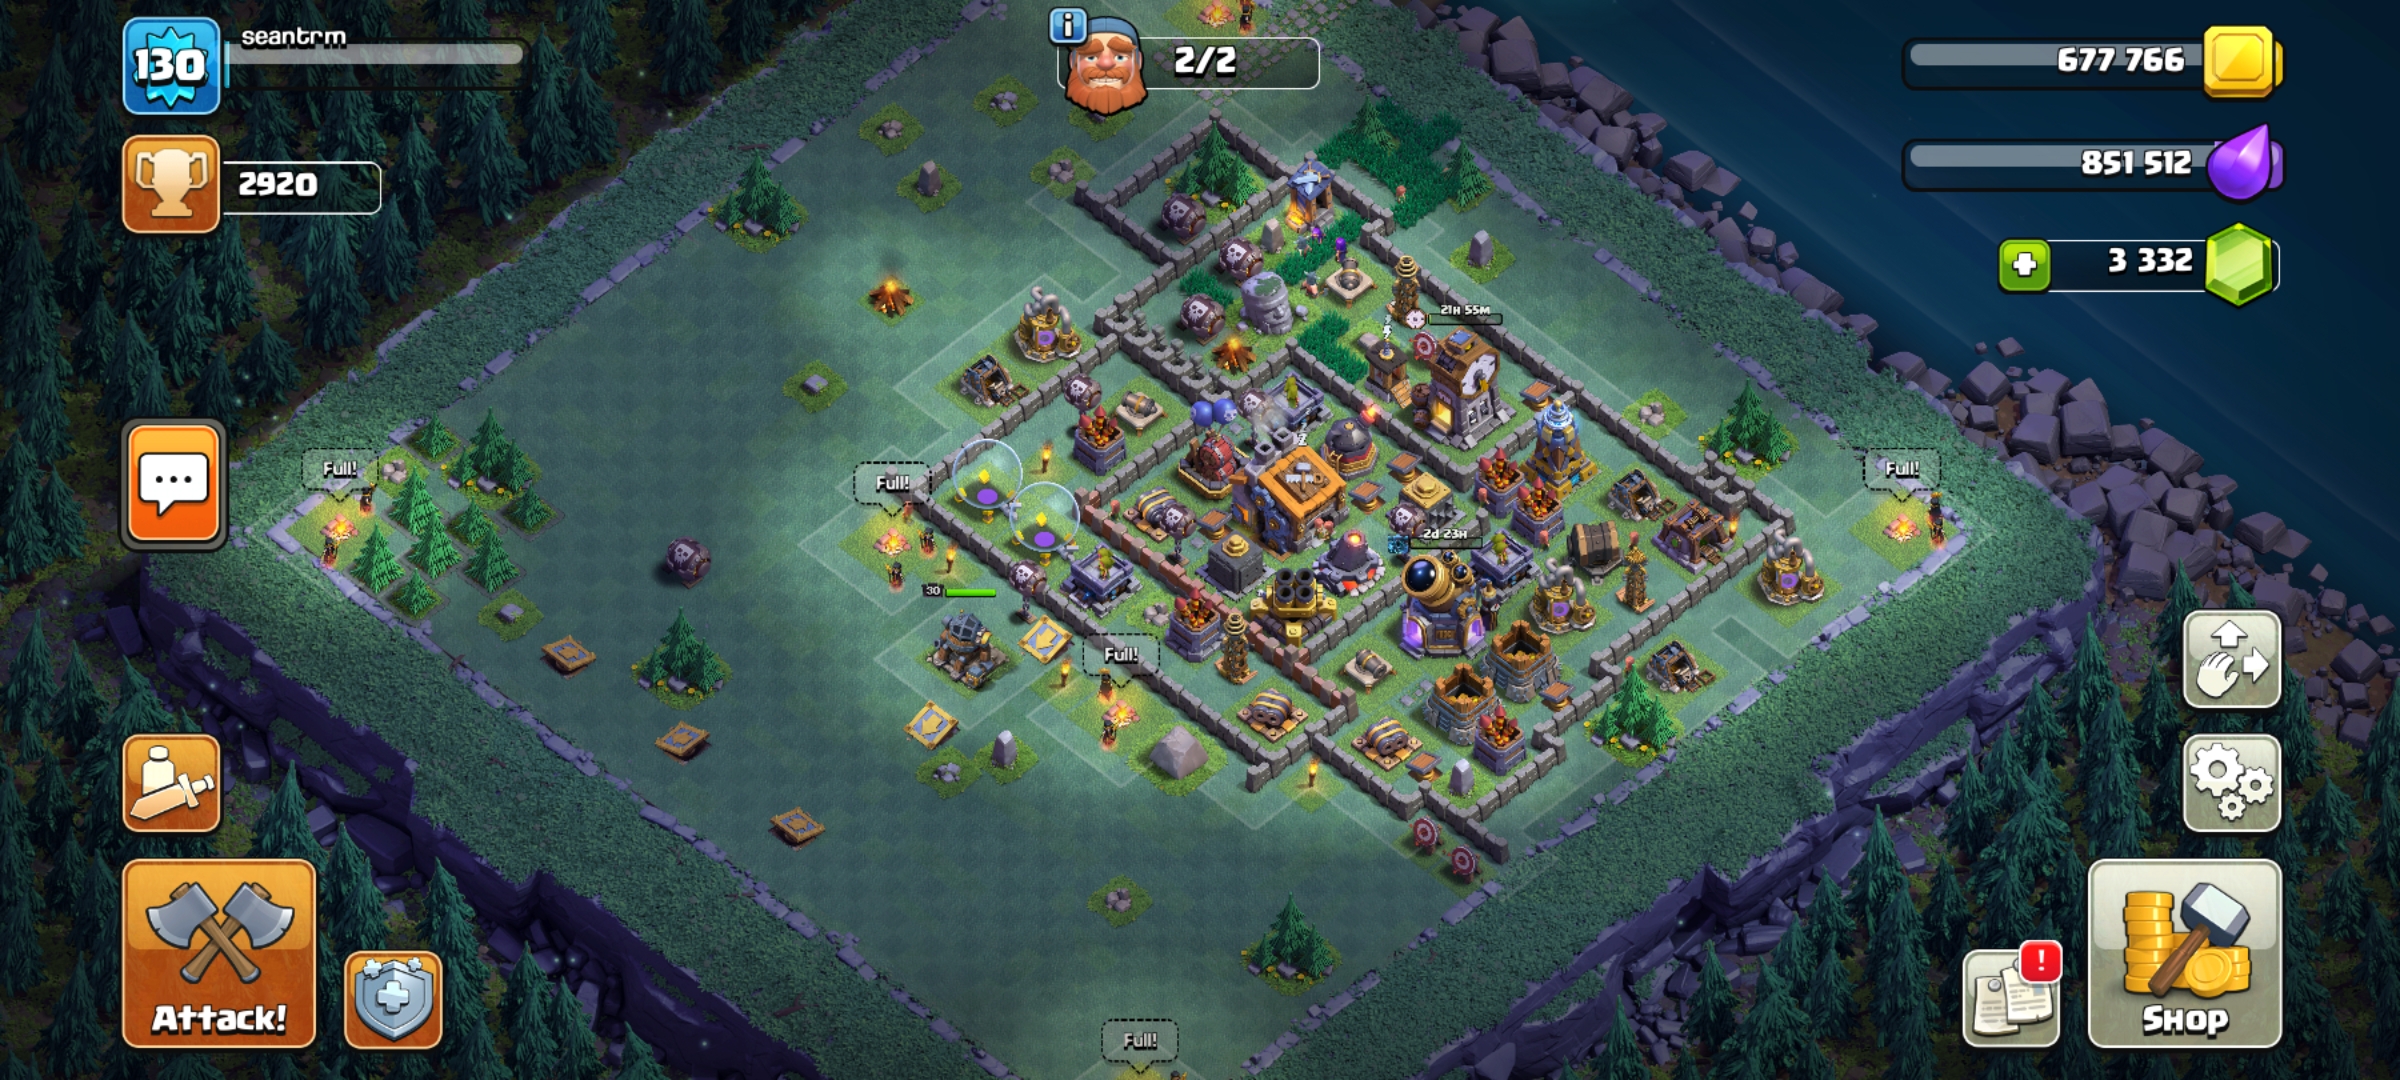 130
seantrm
i
2/2
677 766
2920
851 512
3 332
21H 55M
Full!
Full!
Full!
z
2d 23H
30
Full!
!
Attack!
Shop
Full!